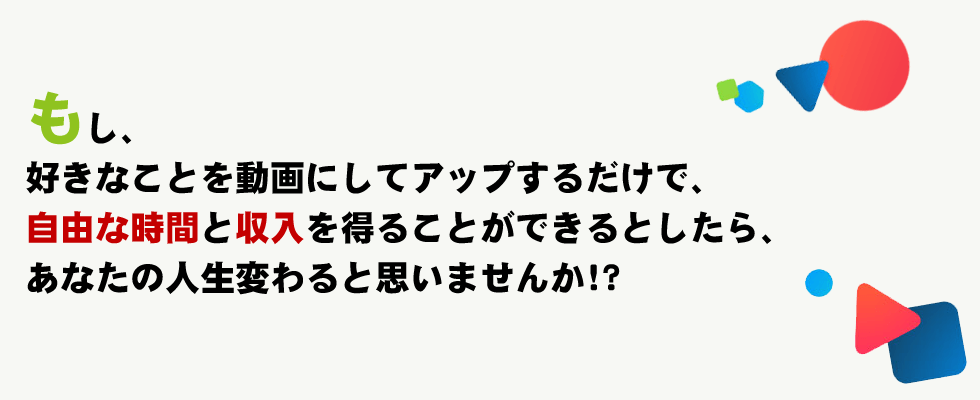 もし、
好きなことを動画にしてアップするだけで、
自由な時間と収入を得ることができるとしたら、
あなたの人生変わると思いませんか!?